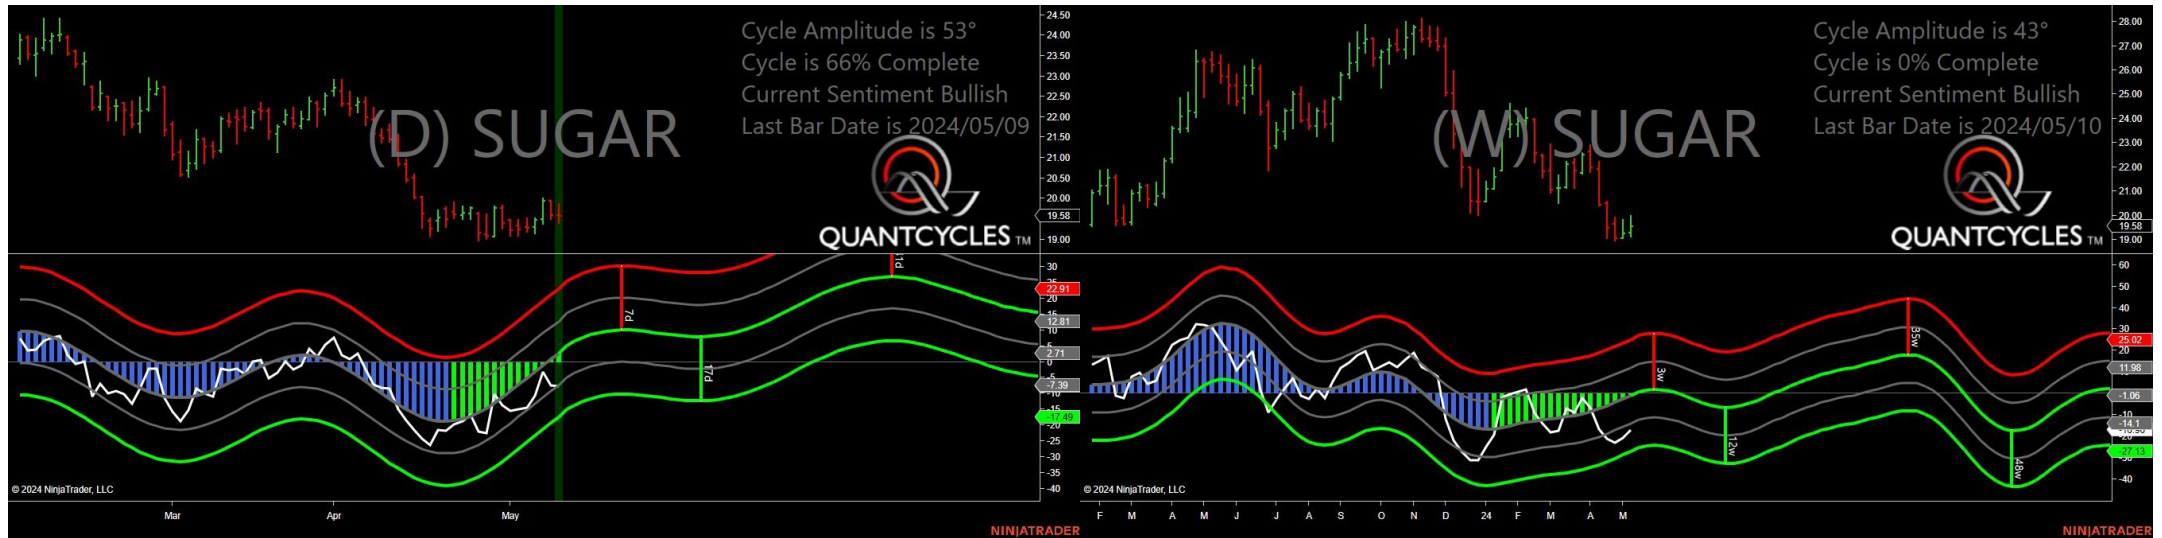 Cycle Amplitude is 53°
Cycle is 66% Complete
Current Sentiment Bullish
Last Bar Date is 2024/05/09
(D) SUGAR
QUANTCYCLES TM
24.50
24.00
23.50
23.00
22.50
22.00
21.50
21.00
20.50
20.00
19.58
19.00
30
22.91
20
15
12.81
10
2.71
-5
-7.39
-17.49
-20
-25
-30
-35
-40
7d
17d
11d
© 2024 NinjaTrader, LLC
Mar
Apr
May
NINJATRADER
Cycle Amplitude is 43°
Cycle is 0% Complete
Current Sentiment Bullish
Last Bar Date is 2024/05/10
(W) SUGAR
QUANTCYCLES TM
28.00
27.00
26.00
25.00
24.00
23.00
22.00
21.00
20.00
19.58
19.00
60
50
40
30
25.02
20
11.98
-1.06
-10
-14.1
-27.13
-40
3w
12w
35w
48w
© 2024 NinjaTrader, LLC
F M A M J J A S O N D 24 F M A M
NINJATRADER